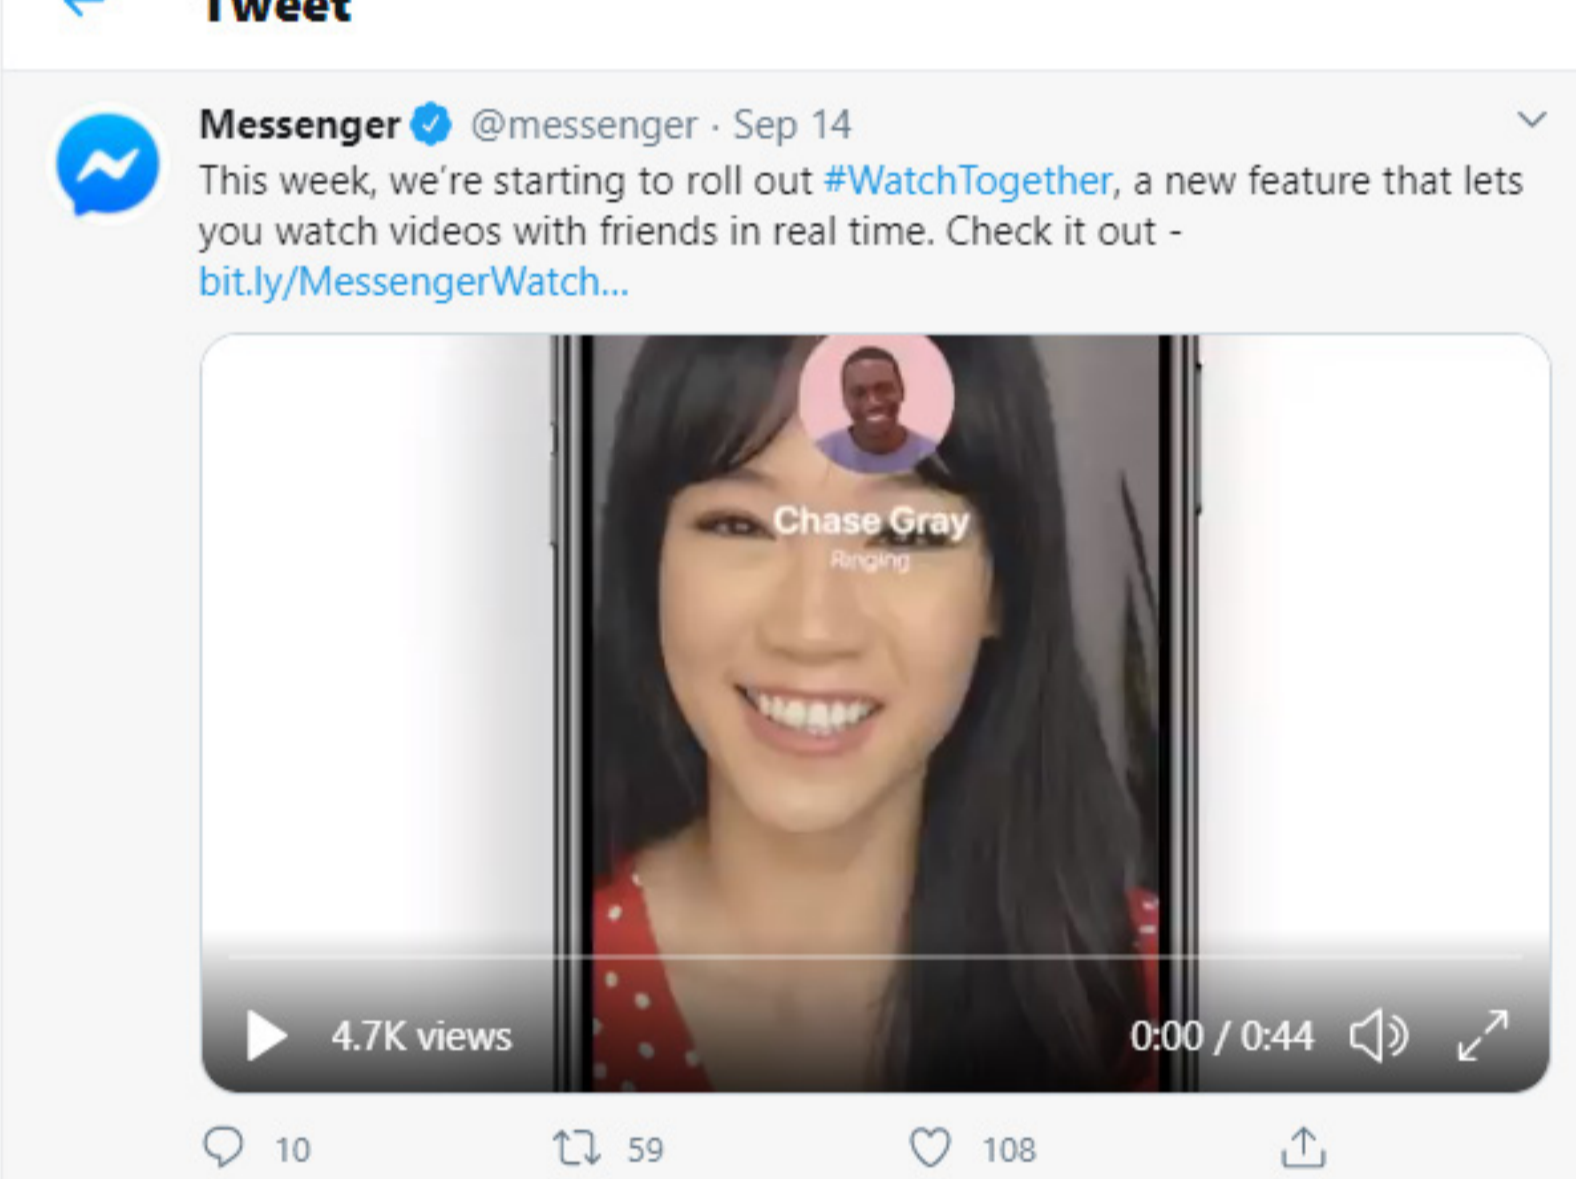 Tweet
Messenger @messenger · Sep 14
This week, we're starting to roll out #WatchTogether, a new feature that lets
you watch videos with friends in real time. Check it out -
bit.ly/MessengerWatch...
Chase Gray
Ringing
4.7K views
0:00 / 0:44
10
59
108